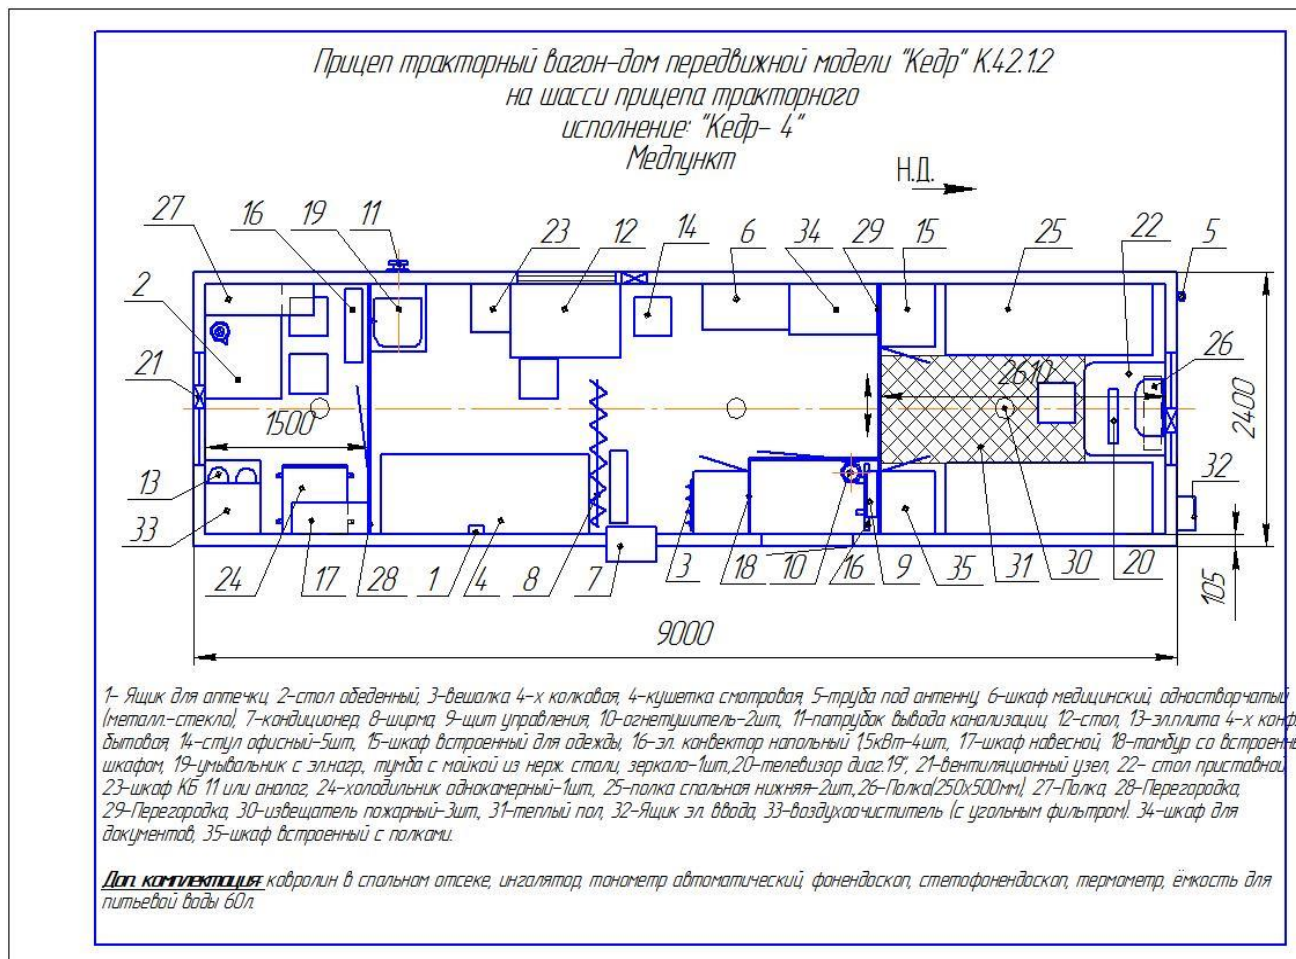 Прицеп тракторный вагон-дом передвижной модели "Кедр" К.4.2.1.2
на шасси прицепа тракторного
исполнение: "Кедр- 4"
Медпункт
Н.Д.
27 16 19 11 23 12 14 6 34 29 15 25 22 5
2
26
21
2610
1500
2400
13
32
33
24 17 28 1 4 8 7 3 18 10 16 9 35 31 30 20
105
9000
1- Ящик для аптечки, 2-стол обеденный, 3-вешалка 4-х колковая, 4-кушетка смотровая, 5-труба под антенну, 6-шкаф медицинский одностворчатый
(металл.-стекло), 7-кондиционер, 8-ширма, 9-щит управления, 10-огнетушитель-2шт, 11-патрубок вывода канализации, 12-стол, 13-эл.плита 4-х конф
бытовая, 14-стул офисный-5шт, 15-шкаф встроенный для одежды, 16-эл. конвектор напольный 1,5кВт-4шт, 17-шкаф навесной, 18-тамбур со встроенн
шкафом, 19-умывальник с эл.нагр., тумба с мойкой из нерж. стали, зеркало-1шт.,20-телевизор диаг.19", 21-вентиляционный узел, 22- стол приставной
23-шкаф КБ 11 или аналог, 24-холодильник однокамерный-1шт, 25-полка спальная нижняя-2шт.,26-Полка(250х500мм), 27-Полка, 28-Перегородка,
29-Перегородка, 30-извещатель пожарный-3шт, 31-теплый пол, 32-Ящик эл. ввода, 33-воздухоочиститель (с угольным фильтром). 34-шкаф для
документов, 35-шкаф встроенный с полками.
Доп. комплектация: ковролин в спальном отсеке, ингалятор, тонометр автоматический, фонендоскоп, стетофонендоскоп, термометр, ёмкость для
питьевой воды 60л.